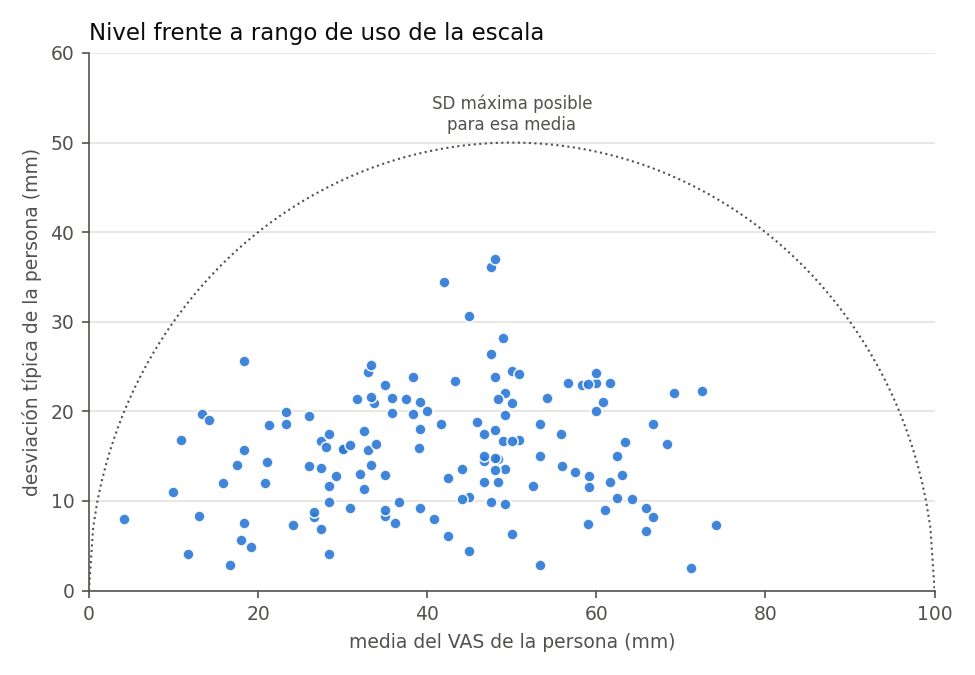 Nivel frente a rango de uso de la escala
60
50
40
30
20
10
0
SD máxima posible
para esa media
desviación típica de la persona (mm)
0 20 40 60 80 100
media del VAS de la persona (mm)